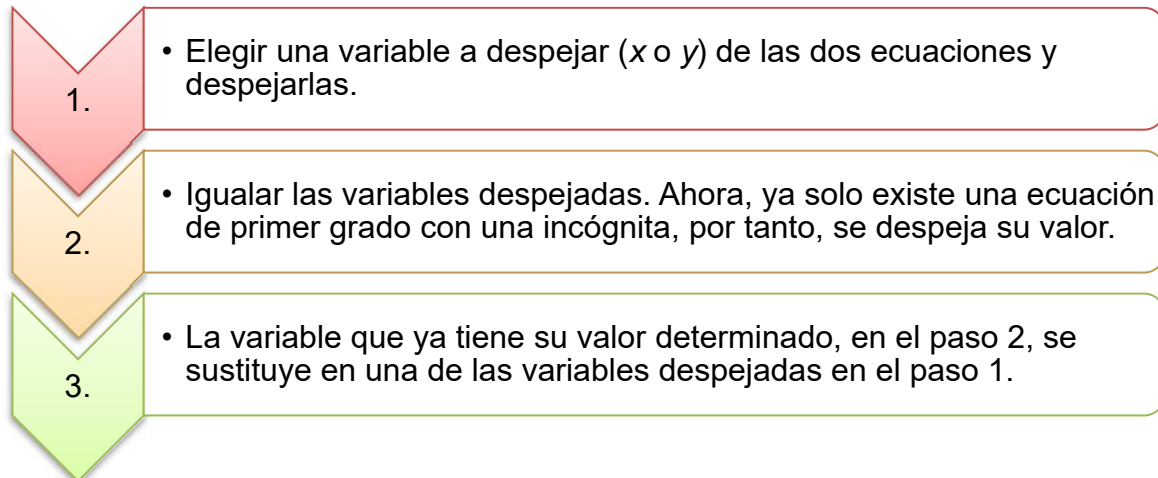 1.
• Elegir una variable a despejar (x o y) de las dos ecuaciones y
despejarlas.
2.
• Igualar las variables despejadas. Ahora, ya solo existe una ecuación
de primer grado con una incógnita, por tanto, se despeja su valor.
3.
• La variable que ya tiene su valor determinado, en el paso 2, se
sustituye en una de las variables despejadas en el paso 1.